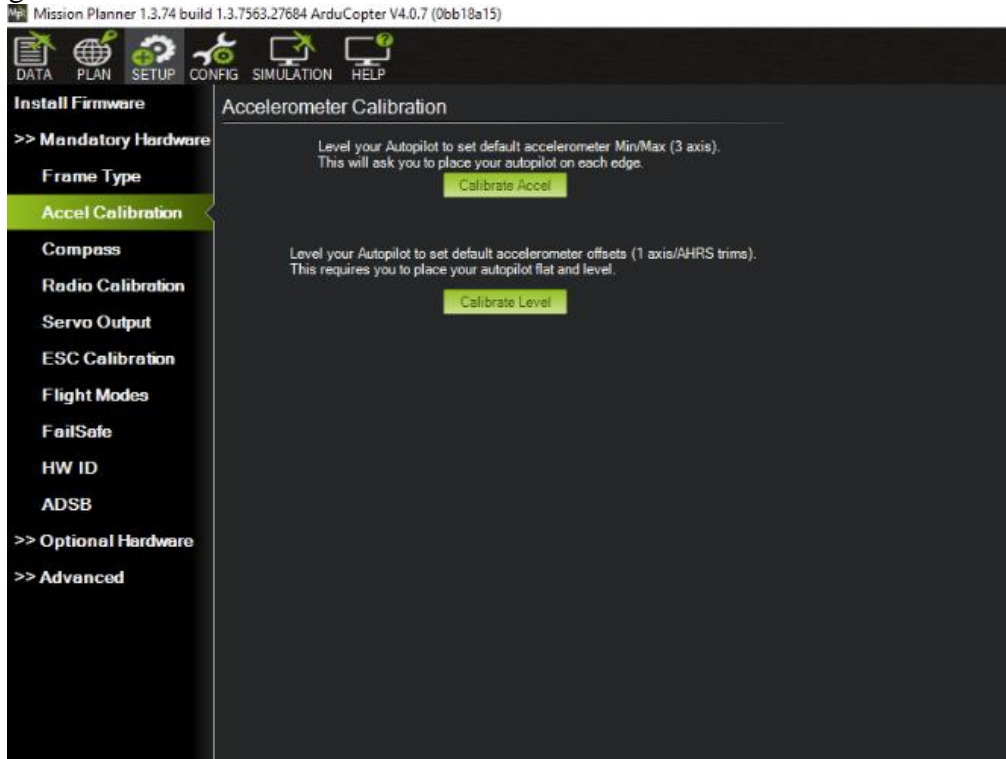 Mission Planner 1.3.74 build 1.3.7563.27684 ArduCopter V4.0.7 (0bb18a15)
DATA PLAN SETUP CONFIG SIMULATION HELP
Install Firmware
>> Mandatory Hardware
Frame Type
Accel Calibration
Compass
Radio Calibration
Servo Output
ESC Calibration
Flight Modes
FailSafe
HW ID
ADSB
>> Optional Hardware
>> Advanced
Accelerometer Calibration
Level your Autopilot to set default accelerometer Min/Max (3 axis).
This will ask you to place your autopilot on each edge.
Calibrate Accel
Level your Autopilot to set default accelerometer offsets (1 axis/AHRS trims).
This requires you to place your autopilot flat and level.
Calibrate Level